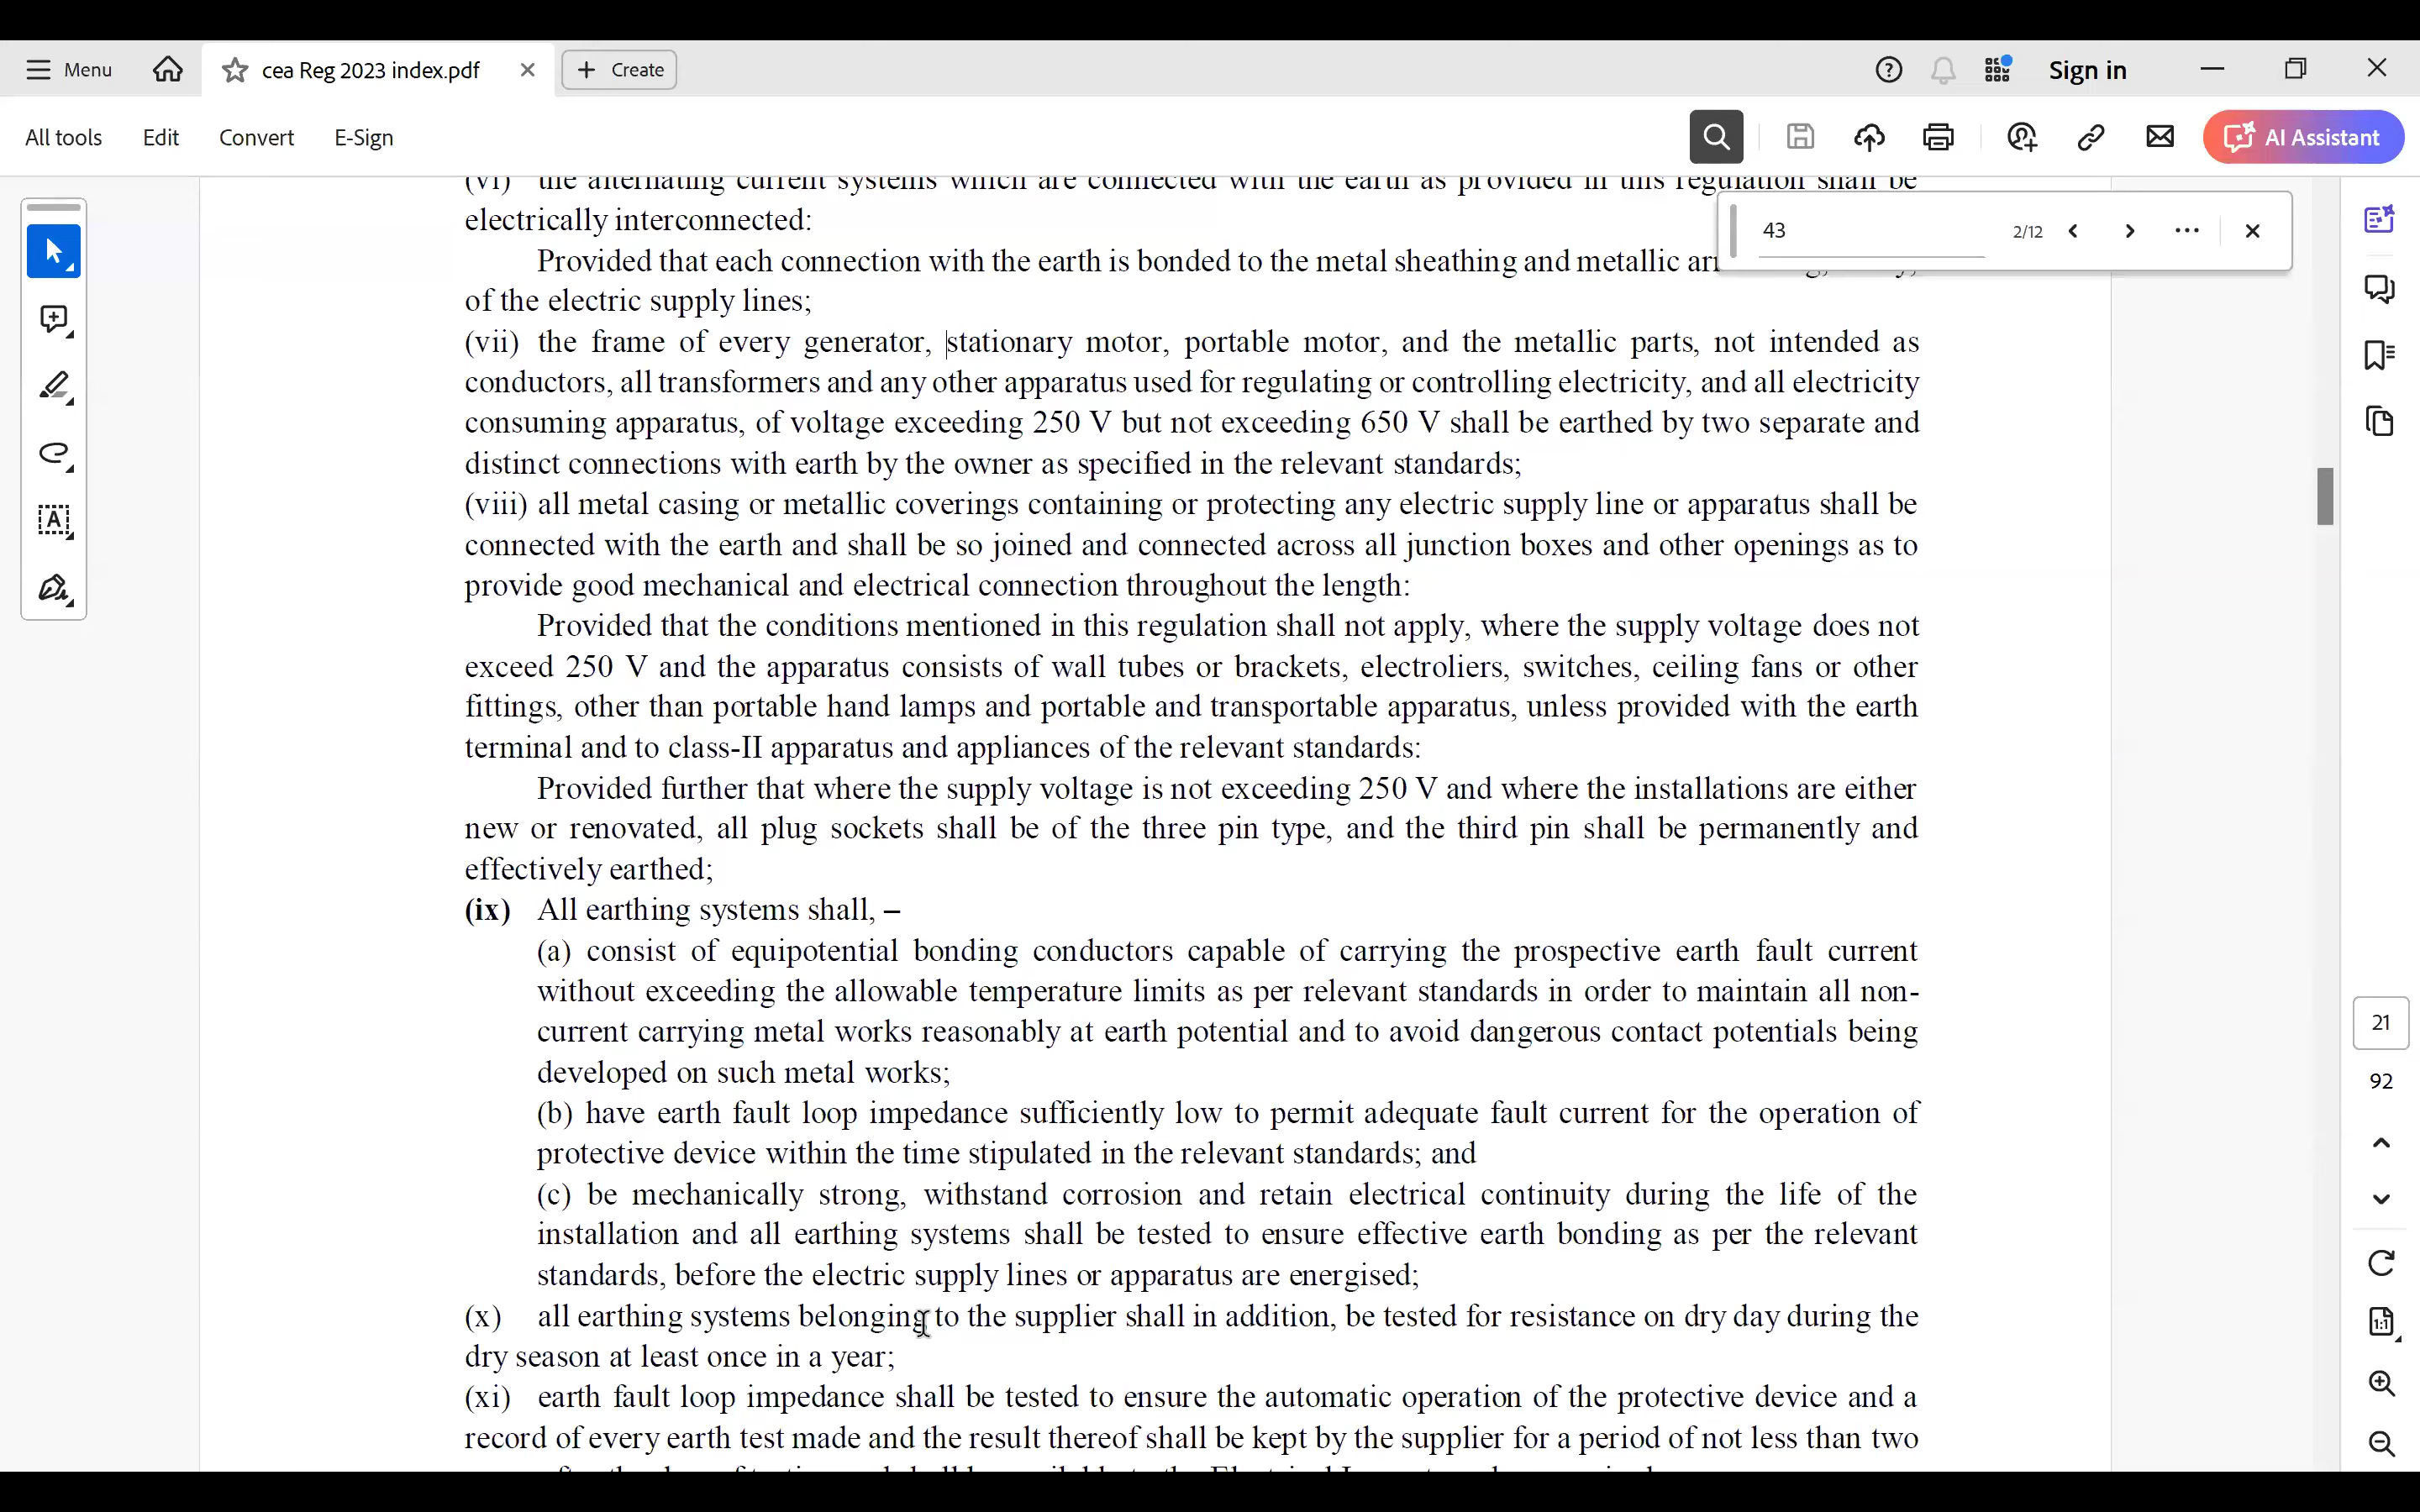 Menu
cea Reg 2023 index.pdf
Create
Sign in
All tools Edit Convert E-Sign
AI Assistant
(vi) the alternating current systems which are connected with the earth as provided in this regulation shall be
electrically interconnected:
43
2/12
Provided that each connection with the earth is bonded to the metal sheathing and metallic
of the electric supply lines;
(vii) the frame of every generator, stationary motor, portable motor, and the metallic parts, not intended as
conductors, all transformers and any other apparatus used for regulating or controlling electricity, and all electricity
consuming apparatus, of voltage exceeding 250 V but not exceeding 650 V shall be earthed by two separate and
distinct connections with earth by the owner as specified in the relevant standards;
(viii) all metal casing or metallic coverings containing or protecting any electric supply line or apparatus shall be
connected with the earth and shall be so joined and connected across all junction boxes and other openings as to
provide good mechanical and electrical connection throughout the length:
Provided that the conditions mentioned in this regulation shall not apply, where the supply voltage does not
exceed 250 V and the apparatus consists of wall tubes or brackets, electroliers, switches, ceiling fans or other
fittings, other than portable hand lamps and portable and transportable apparatus, unless provided with the earth
terminal and to class-II apparatus and appliances of the relevant standards:
Provided further that where the supply voltage is not exceeding 250 V and where the installations are either
new or renovated, all plug sockets shall be of the three pin type, and the third pin shall be permanently and
effectively earthed;
(ix) All earthing systems shall, –
(a) consist of equipotential bonding conductors capable of carrying the prospective earth fault current
without exceeding the allowable temperature limits as per relevant standards in order to maintain all non-
current carrying metal works reasonably at earth potential and to avoid dangerous contact potentials being
developed on such metal works;
(b) have earth fault loop impedance sufficiently low to permit adequate fault current for the operation of
protective device within the time stipulated in the relevant standards; and
(c) be mechanically strong, withstand corrosion and retain electrical continuity during the life of the
installation and all earthing systems shall be tested to ensure effective earth bonding as per the relevant
standards, before the electric supply lines or apparatus are energised;
(x) all earthing systems belonging to the supplier shall in addition, be tested for resistance on dry day during the
dry season at least once in a year;
(xi) earth fault loop impedance shall be tested to ensure the automatic operation of the protective device and a
record of every earth test made and the result thereof shall be kept by the supplier for a period of not less than two
21
92